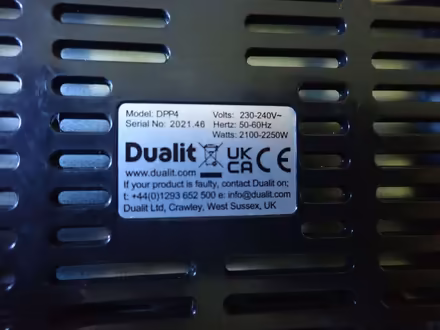 Model: DPP4 Volts: 230-240V~
Serial No: 2021.46 Hertz: 50-60Hz
Watts: 2100-2250W
Dualit UK CA CE
www.dualit.com
If your product is faulty, contact Dualit on;
t: +44(0)1293 652 500 e: info@dualit.com
Dualit Ltd, Crawley, West Sussex, UK